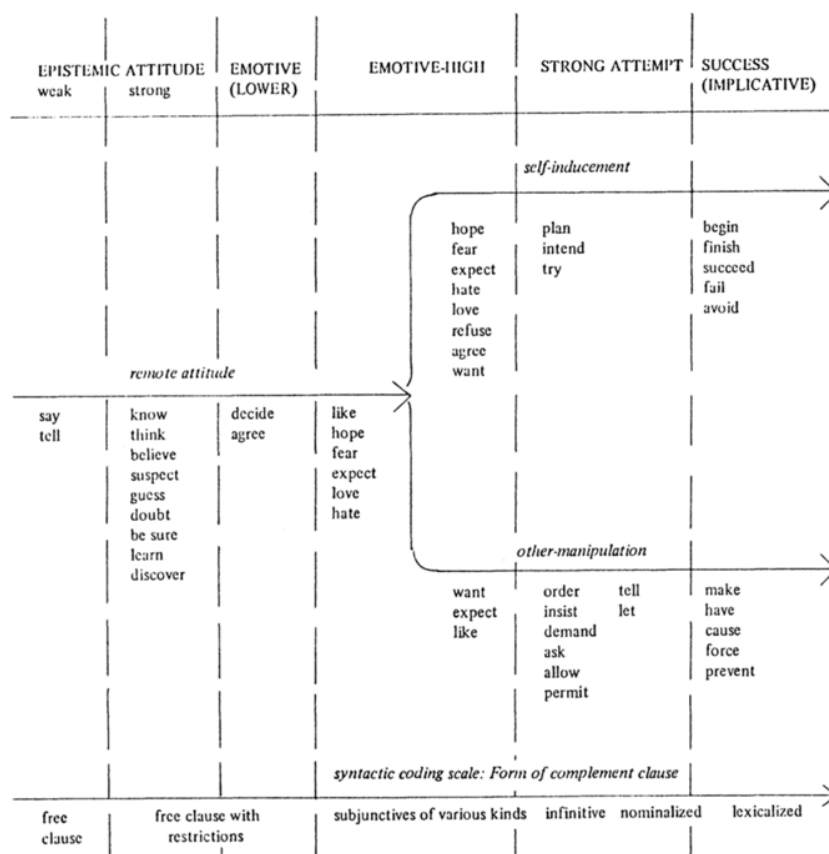 EPISTEMIC ATTITUDE EMOTIVE EMOTIVE-HIGH STRONG ATTEMPT SUCCESS
weak strong (LOWER) (IMPLICATIVE)
self-inducement
hope plan begin
fear intend finish
expect try succeed
hate fail
love avoid
refuse
agree
want
remote attitude
say know decide like
tell think agree hope
believe fear
suspect expect
guess love
doubt hate
be sure
learn
discover
other-manipulation
want order tell make
expect insist let have
like demand cause
ask force
allow prevent
permit
syntactic coding scale: Form of complement clause
free free clause with subjunctives of various kinds infinitive nominalized lexicalized
clause restrictions